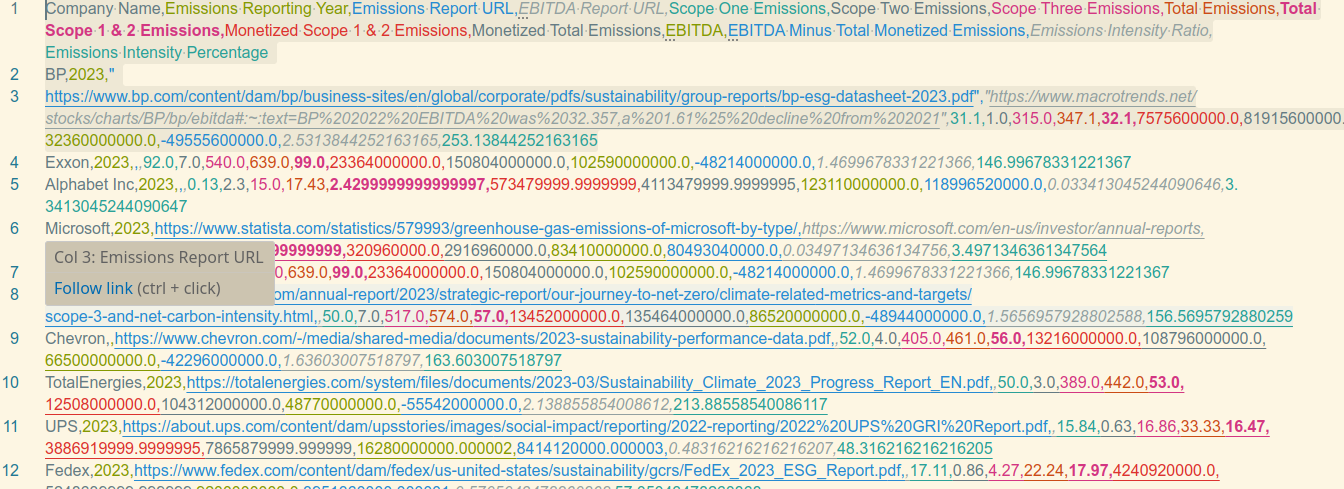 1 Company Name,Emissions Reporting Year,Emissions Report URL,EBITDA Report URL,Scope One Emissions,Scope Two Emissions,Scope Three Emissions,Total Emissions,Total
Scope 1 & 2 Emissions,Monetized Scope 1 & 2 Emissions,Monetized Total Emissions,EBITDA,EBITDA Minus Total Monetized Emissions,Emissions Intensity Ratio,
Emissions Intensity Percentage
2 BP,2023,"
3 https://www.bp.com/content/dam/bp/business-sites/en/global/corporate/pdfs/sustainability/group-reports/bp-esg-datasheet-2023.pdf","https://www.macrotrends.net/
stocks/charts/BP/bp/ebitda#:~:text=BP%202022%20EBITDA%20was%2032.357,a%201.61%25%20decline%20from%202021",31.1,1.0,315.0,347.1,32.1,7575600000.0,81915600000.
32360000000.0,-49555600000.0,2.5313844252163165,253.13844252163165
4 Exxon,2023,,,92.0,7.0,540.0,639.0,99.0,23364000000.0,150804000000.0,102590000000.0,-48214000000.0,1.4699678331221366,146.99678331221367
5 Alphabet Inc,2023,,,0.13,2.3,15.0,17.43,2.4299999999999997,573479999.9999999,4113479999.9999995,123110000000.0,118996520000.0,0.033413045244090646,3.
3413045244090647
6 Microsoft,2023,https://www.statista.com/statistics/579993/greenhouse-gas-emissions-of-microsoft-by-type/,https://www.microsoft.com/en-us/investor/annual-reports,
99999999,320960000.0,2916960000.0,83410000000.0,80493040000.0,0.03497134636134756,3.4971346361347564
Col 3: Emissions Report URL
7 0,639.0,99.0,23364000000.0,150804000000.0,102590000000.0,-48214000000.0,1.4699678331221366,146.99678331221367
Follow link (ctrl + click)
8 om/annual-report/2023/strategic-report/our-journey-to-net-zero/climate-related-metrics-and-targets/
scope-3-and-net-carbon-intensity.html,,50.0,7.0,517.0,574.0,57.0,13452000000.0,135464000000.0,86520000000.0,-48944000000.0,1.5656957928802588,156.5695792880259
9 Chevron,,https://www.chevron.com/-/media/shared-media/documents/2023-sustainability-performance-data.pdf,,52.0,4.0,405.0,461.0,56.0,13216000000.0,108796000000.0,
66500000000.0,-42296000000.0,1.63603007518797,163.603007518797
10 TotalEnergies,2023,https://totalenergies.com/system/files/documents/2023-03/Sustainability_Climate_2023_Progress_Report_EN.pdf,,50.0,3.0,389.0,442.0,53.0,
12508000000.0,104312000000.0,48770000000.0,-55542000000.0,2.138855854008612,213.88558540086117
11 UPS,2023,https://about.ups.com/content/dam/upsstories/images/social-impact/reporting/2022-reporting/2022%20UPS%20GRI%20Report.pdf,,15.84,0.63,16.86,33.33,16.47,
3886919999.9999995,7865879999.999999,16280000000.000002,8414120000.000003,0.48316216216216207,48.316216216216205
12 Fedex,2023,https://www.fedex.com/content/dam/fedex/us-united-states/sustainability/gcrs/FedEx_2023_ESG_Report.pdf,,17.11,0.86,4.27,22.24,17.97,4240920000.0,